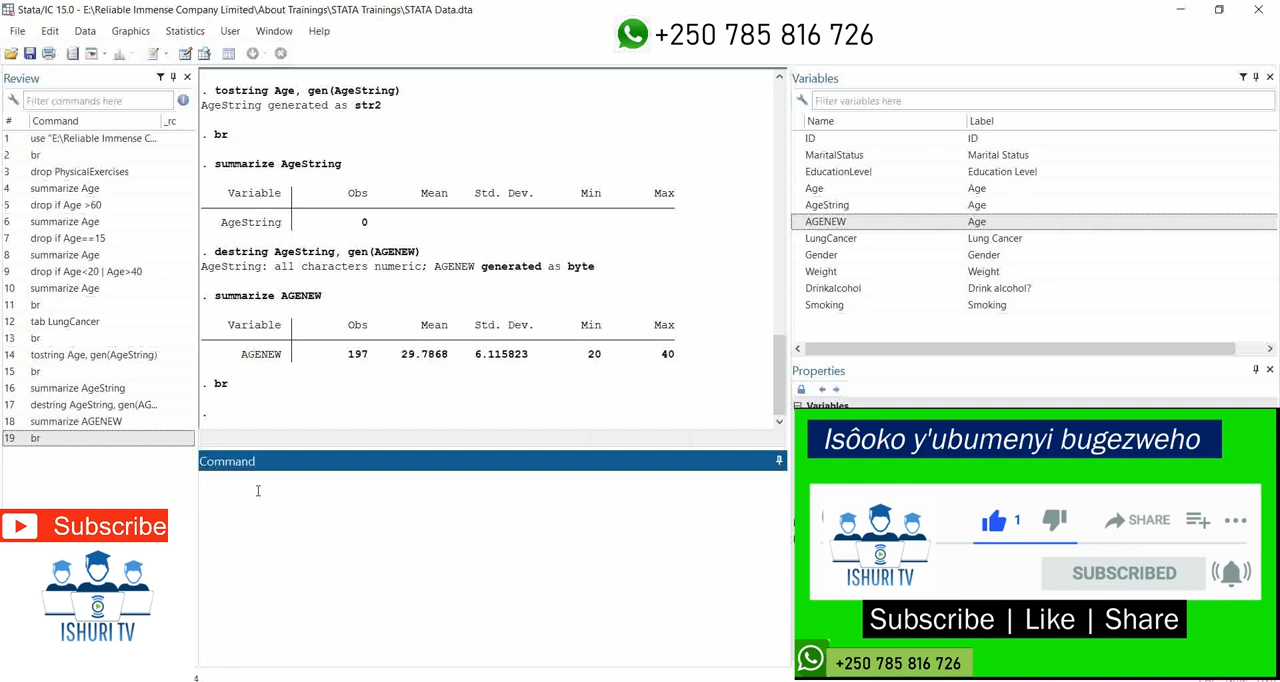 Stata/IC 15.0 - E:\Reliable Immense Company Limited\About Trainings\STATA Trainings\STATA Data.dta
File Edit Data Graphics Statistics User Window Help
+250 785 816 726
Review
Filter commands here
# Command _rc
1 use "E:\Reliable Immense C...
2 br
3 drop PhysicalExercises
4 summarize Age
5 drop if Age >60
6 summarize Age
7 drop if Age==15
8 summarize Age
9 drop if Age<20 | Age>40
10 summarize Age
11 br
12 tab LungCancer
13 br
14 tostring Age, gen(AgeString)
15 br
16 summarize AgeString
17 destring AgeString, gen(AG...
18 summarize AGENEW
19 br
. tostring Age, gen(AgeString)
AgeString generated as str2
. br
. summarize AgeString
Variable | Obs Mean Std. Dev. Min Max
AgeString | 0
. destring AgeString, gen(AGENEW)
AgeString: all characters numeric; AGENEW generated as byte
. summarize AGENEW
Variable | Obs Mean Std. Dev. Min Max
AGENEW | 197 29.7868 6.115823 20 40
. br
.
Command
Variables
Filter variables here
Name Label
ID ID
MaritalStatus Marital Status
EducationLevel Education Level
Age Age
AgeString Age
AGENEW Age
LungCancer Lung Cancer
Gender Gender
Weight Weight
Drinkalcohol Drink alcohol?
Smoking Smoking
Properties
Variables
Isôoko y'ubumenyi bugezweho
1 SHARE
ISHURI TV
SUBSCRIBED
Subscribe | Like | Share
+250 785 816 726
Subscribe
ISHURI TV